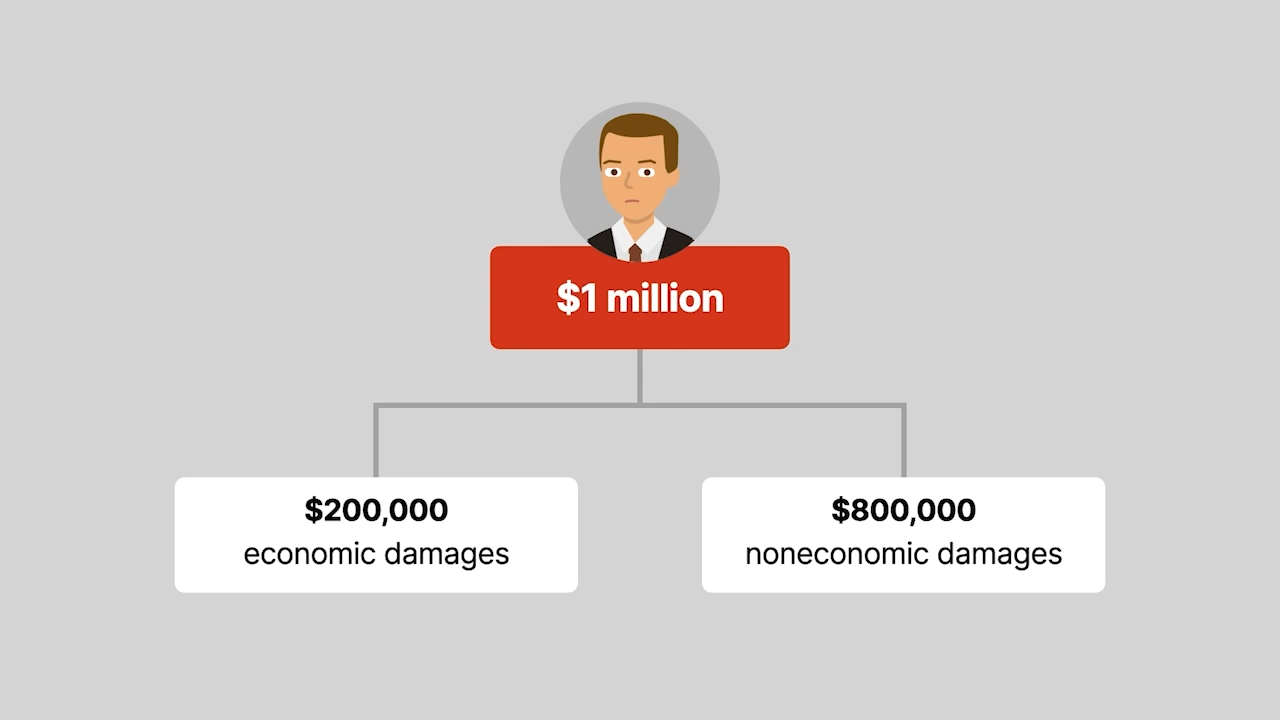 $1 million
$200,000
economic damages
$800,000
noneconomic damages